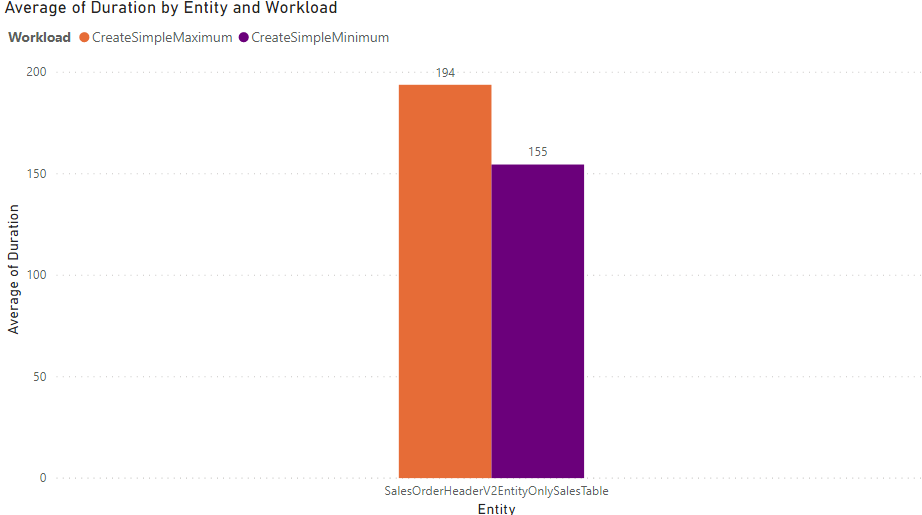 Average of Duration by Entity and Workload
Workload CreateSimpleMaximum CreateSimpleMinimum
200
194
155
150
100
50
0
Average of Duration
SalesOrderHeaderV2EntityOnlySalesTable
Entity